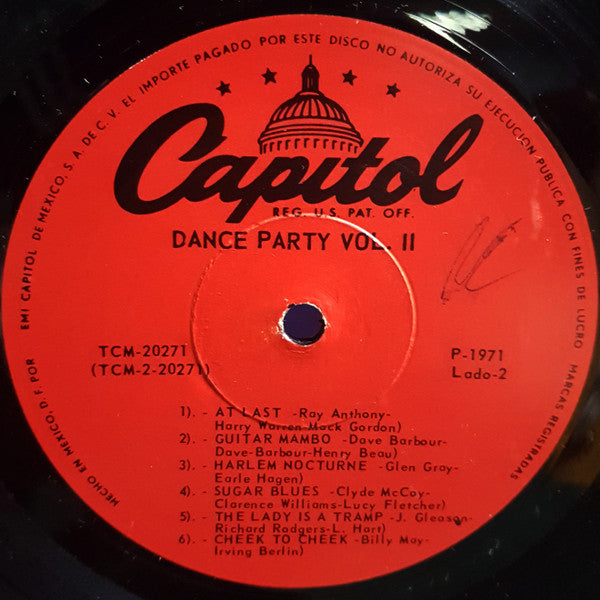 HECHO EN MEXICO, D. F. POR EMI CAPITOL DE MEXICO, S. A. DE C. V. EL IMPORTE PAGADO POR ESTE DISCO NO AUTORIZA SU EJECUCION PUBLICA CON FINES DE LUCRO MARCAS REGISTRADAS
Capitol
REG. U.S. PAT. OFF.
DANCE PARTY VOL. II
TCM-20271
(TCM-2-20271)
P-1971
Lado-2
1). - AT LAST -Ray Anthony-
Harry Warren-Mack Gordon)
2). - GUITAR MAMBO -Dave Barbour-
Dave-Barbour-Henry Beau)
3). - HARLEM NOCTURNE -Glen Gray-
Earle Hagen)
4). - SUGAR BLUES -Clyde McCoy-
Clarence Williams-Lucy Fletcher)
5). - THE LADY IS A TRAMP -J. Gleason-
Richard Rodgers-L. Hart)
6). - CHEEK TO CHEEK -Billy May-
Irving Berlin)